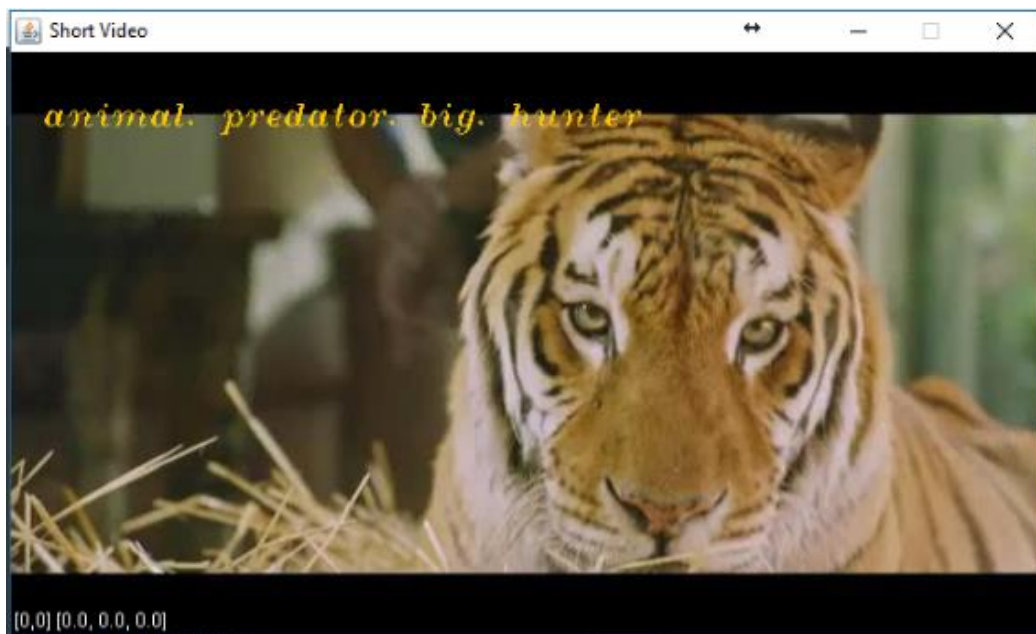 Short Video
animal. predator. big. hunter
[0,0] [0.0, 0.0, 0.0]